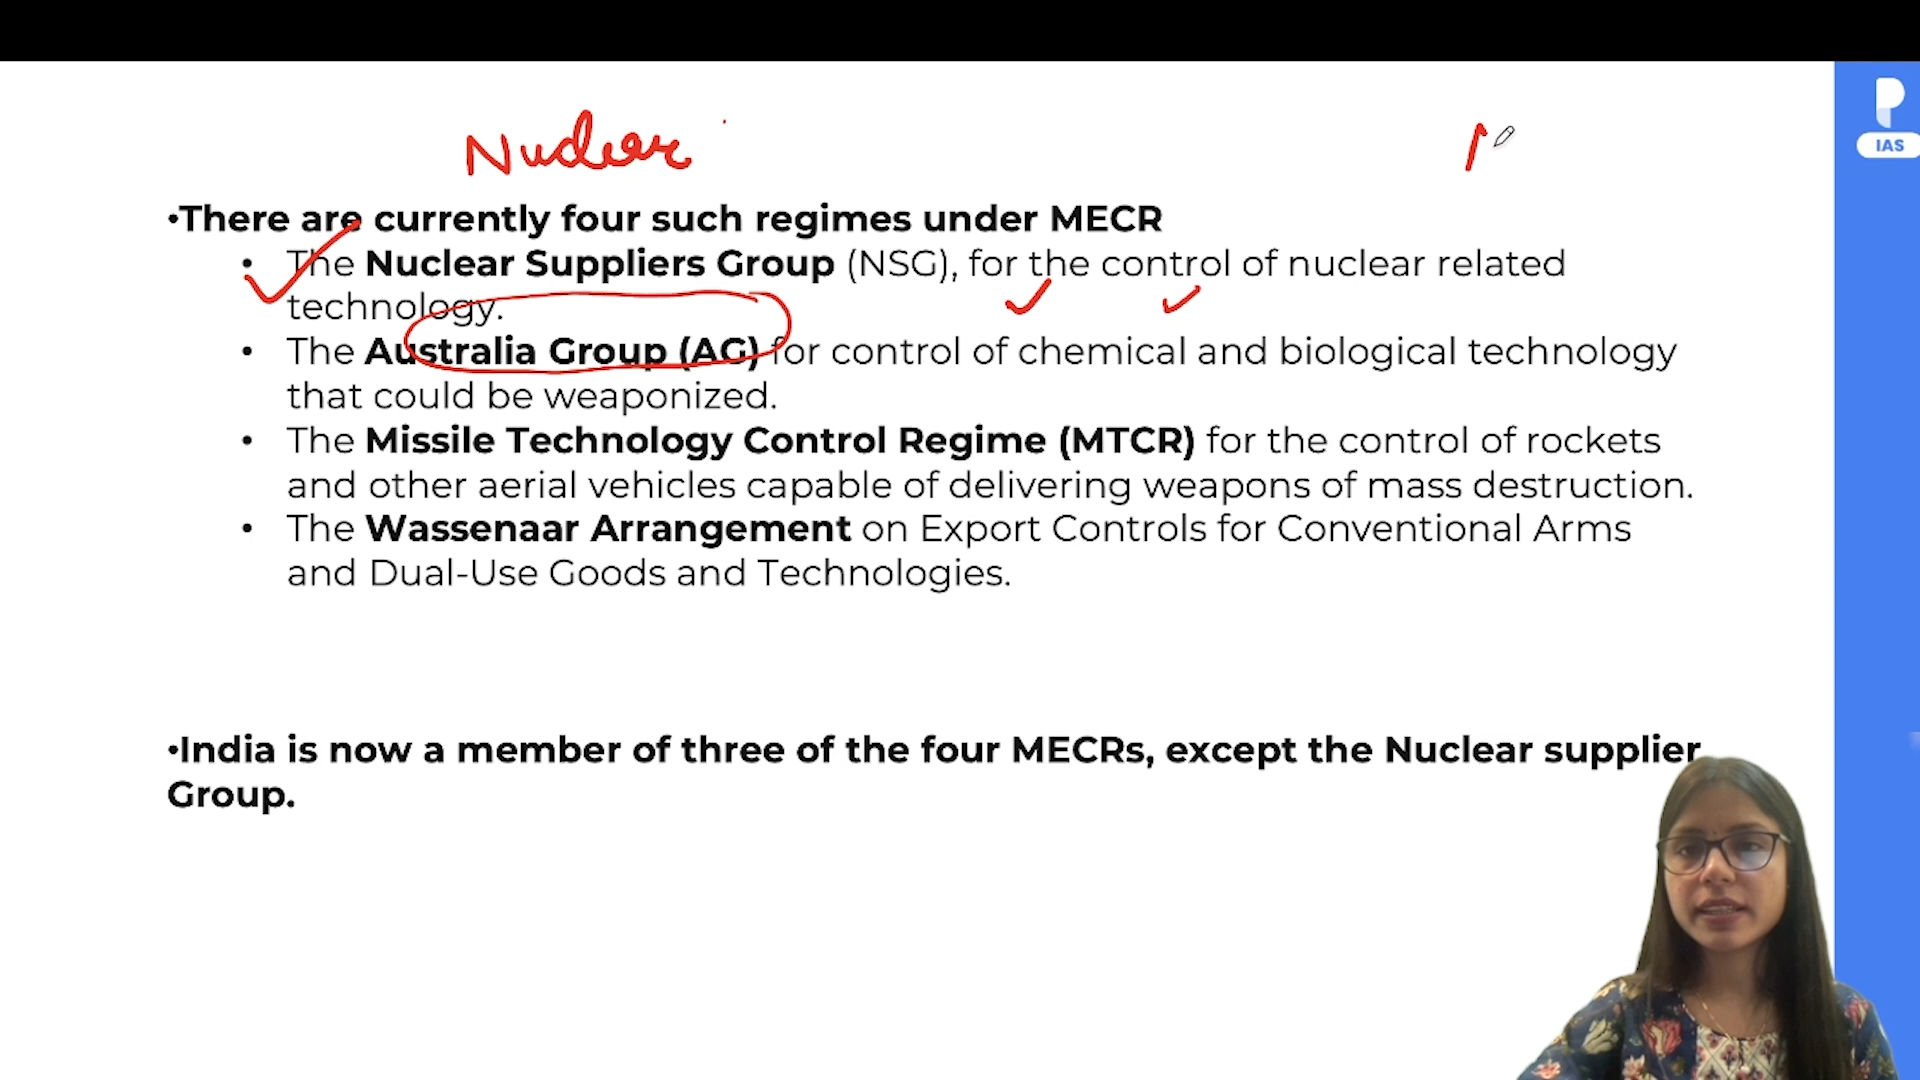 Nuclear
IAS
•There are currently four such regimes under MECR
• The Nuclear Suppliers Group (NSG), for the control of nuclear related
technology.
• The Australia Group (AG) for control of chemical and biological technology
that could be weaponized.
• The Missile Technology Control Regime (MTCR) for the control of rockets
and other aerial vehicles capable of delivering weapons of mass destruction.
• The Wassenaar Arrangement on Export Controls for Conventional Arms
and Dual-Use Goods and Technologies.
•India is now a member of three of the four MECRs, except the Nuclear supplier
Group.